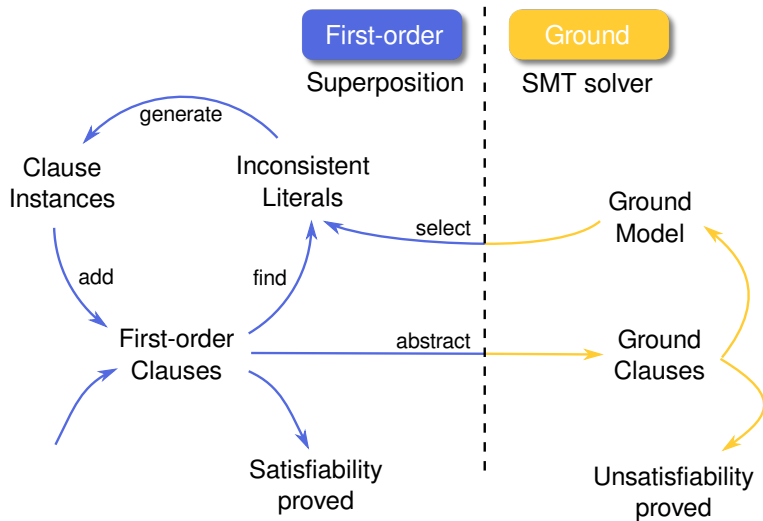 First-order
Ground
Superposition
SMT solver
generate
Clause
Instances
Inconsistent
Literals
select
Ground
Model
add
find
First-order
Clauses
abstract
Ground
Clauses
Satisfiability
proved
Unsatisfiability
proved